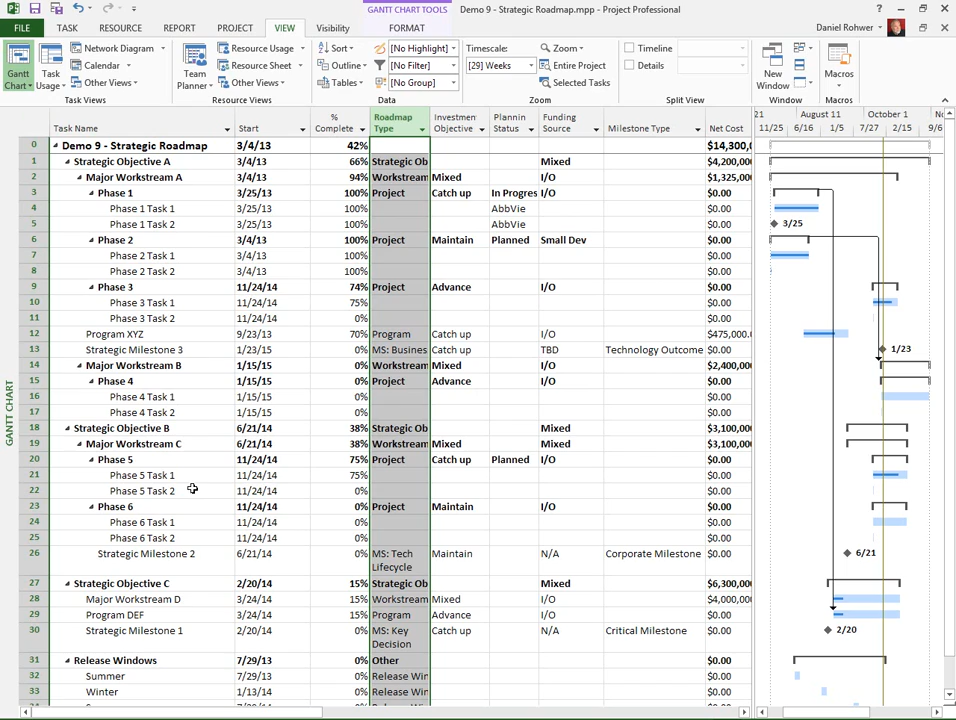 GANTT CHART TOOLS
Demo 9 - Strategic Roadmap.mpp - Project Professional
FILE TASK RESOURCE REPORT PROJECT VIEW Visibility FORMAT Daniel Rohwer
Gantt Chart Task Usage Network Diagram Calendar Other Views Task Views
Team Planner Resource Usage Resource Sheet Other Views Resource Views
Sort Outline Tables [No Highlight] [No Filter] [No Group] Data
Timescale: [29] Weeks Zoom Entire Project Selected Tasks Zoom
Timeline Details Split View
New Window Window Macros Macros
21 August 11 October 1
11/25 6/16 7/27 2/15 9/6
Task Name Start % Complete Roadmap Type Investmen Objective Plannin Status Funding Source Milestone Type Net Cost
0 Demo 9 - Strategic Roadmap 3/4/13 42% $14,300,
1 Strategic Objective A 3/4/13 66% Strategic Ob Mixed $4,200,000
2 Major Workstream A 3/4/13 94% Workstream Mixed I/O $1,325,000
3 Phase 1 3/25/13 100% Project Catch up In Progres I/O $0.00
4 Phase 1 Task 1 3/25/13 100% AbbVie $0.00
5 Phase 1 Task 2 3/25/13 100% AbbVie $0.00 3/25
6 Phase 2 3/4/13 100% Project Maintain Planned Small Dev $0.00
7 Phase 2 Task 1 3/4/13 100% $0.00
8 Phase 2 Task 2 3/4/13 100% $0.00
9 Phase 3 11/24/14 74% Project Advance I/O $0.00
10 Phase 3 Task 1 11/24/14 75% $0.00
11 Phase 3 Task 2 11/24/14 0% $0.00
12 Program XYZ 9/23/13 70% Program Catch up I/O $475,000.
13 Strategic Milestone 3 1/23/15 0% MS: Busines Catch up TBD Technology Outcome $0.00 1/23
14 Major Workstream B 1/15/15 0% Workstream Mixed I/O $2,400,000
15 Phase 4 1/15/15 0% Project Advance I/O $0.00
16 Phase 4 Task 1 1/15/15 0% $0.00
17 Phase 4 Task 2 1/15/15 0% $0.00
18 Strategic Objective B 6/21/14 38% Strategic Ob Mixed $3,100,000
19 Major Workstream C 6/21/14 38% Workstream Mixed Mixed $3,100,000
20 Phase 5 11/24/14 75% Project Catch up Planned I/O $0.00
21 Phase 5 Task 1 11/24/14 75% $0.00
22 Phase 5 Task 2 11/24/14 0% $0.00
23 Phase 6 11/24/14 0% Project Maintain I/O $0.00
24 Phase 6 Task 1 11/24/14 0% $0.00
25 Phase 6 Task 2 11/24/14 0% $0.00
26 Strategic Milestone 2 6/21/14 0% MS: Tech Lifecycle Maintain N/A Corporate Milestone $0.00 6/21
27 Strategic Objective C 2/20/14 15% Strategic Ob Mixed $6,300,000
28 Major Workstream D 3/24/14 15% Workstream Mixed I/O $4,000,000
29 Program DEF 3/24/14 15% Program Advance I/O $0.00
30 Strategic Milestone 1 2/20/14 0% MS: Key Decision Catch up N/A Critical Milestone $0.00 2/20
31 Release Windows 7/29/13 0% Other $0.00
32 Summer 7/29/13 0% Release Win $0.00
33 Winter 1/13/14 0% Release Win $0.00
GANTT CHART